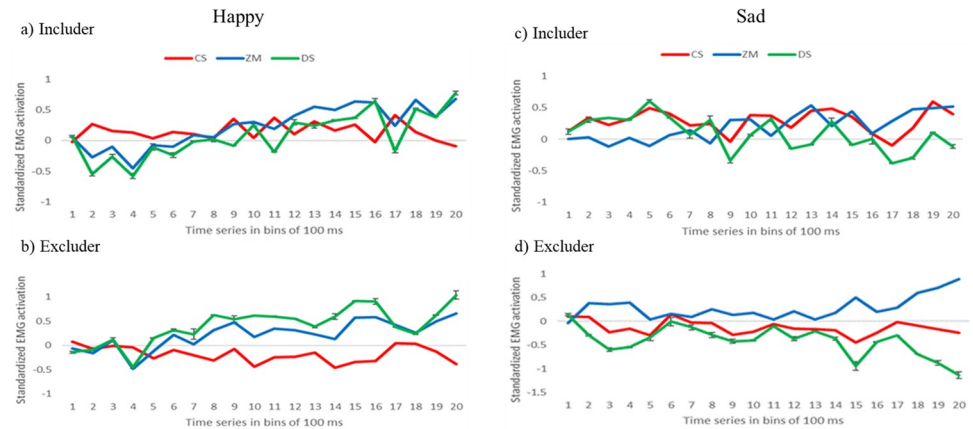 Happy
Sad
a) Includer
CS ZM DS
Standardized EMG activation
1
0.5
0
-0.5
-1
1 2 3 4 5 6 7 8 9 10 11 12 13 14 15 16 17 18 19 20
Time series in bins of 100 ms
c) Includer
CS ZM DS
Standardized EMG activation
1
0.5
0
-0.5
-1
1 2 3 4 5 6 7 8 9 10 11 12 13 14 15 16 17 18 19 20
Time series in bins of 100 ms
b) Excluder
Standardized EMG activation
1
0.5
0
-0.5
-1
1 2 3 4 5 6 7 8 9 10 11 12 13 14 15 16 17 18 19 20
Time series in bins of 100 ms
d) Excluder
Standardized EMG activation
1
0.5
0
-0.5
-1
-1.5
1 2 3 4 5 6 7 8 9 10 11 12 13 14 15 16 17 18 19 20
Time series in bins of 100 ms